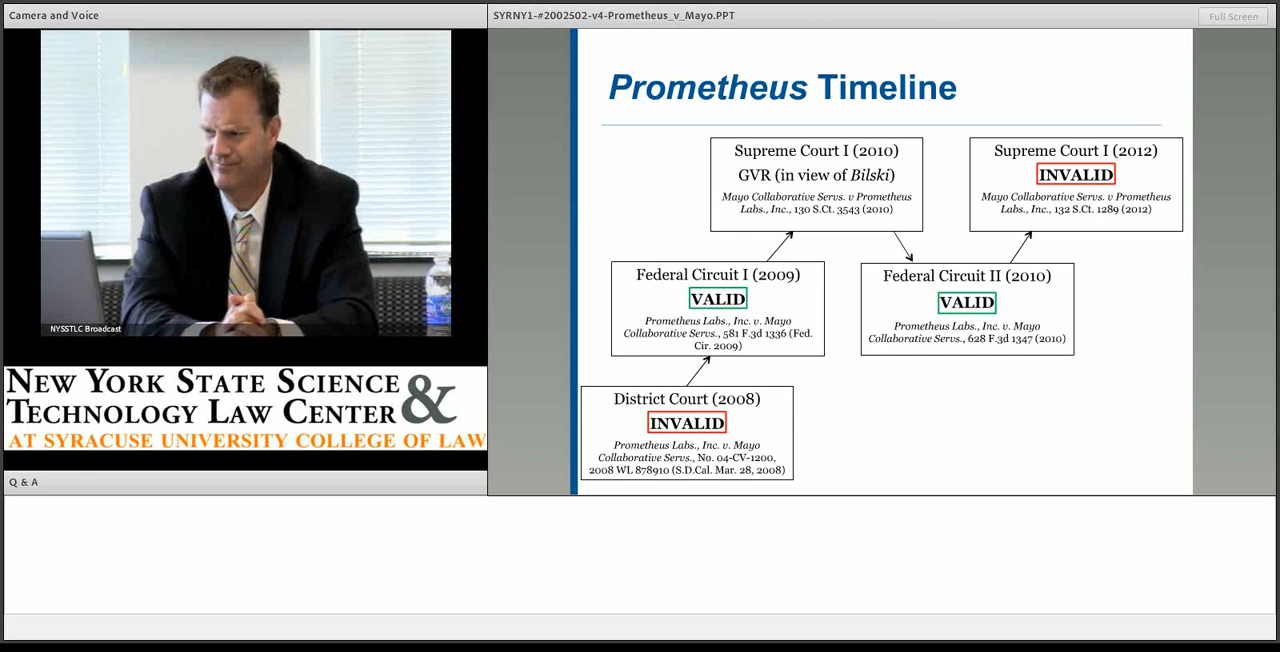 Camera and Voice
SYRNY1-#2002502-v4-Prometheus_v_Mayo.PPT
Full Screen
NYSSTLC Broadcast
NEW YORK STATE SCIENCE &
TECHNOLOGY LAW CENTER
AT SYRACUSE UNIVERSITY COLLEGE OF LAW
Q & A
Prometheus Timeline
Supreme Court I (2010)
GVR (in view of Bilski)
Mayo Collaborative Servs. v Prometheus
Labs., Inc., 130 S.Ct. 3543 (2010)
Supreme Court I (2012)
INVALID
Mayo Collaborative Servs. v Prometheus
Labs., Inc., 132 S.Ct. 1289 (2012)
Federal Circuit I (2009)
VALID
Prometheus Labs., Inc. v. Mayo
Collaborative Servs., 581 F.3d 1336 (Fed.
Cir. 2009)
Federal Circuit II (2010)
VALID
Prometheus Labs., Inc. v. Mayo
Collaborative Servs., 628 F.3d 1347 (2010)
District Court (2008)
INVALID
Prometheus Labs., Inc. v. Mayo
Collaborative Servs., No. 04-CV-1200,
2008 WL 878910 (S.D.Cal. Mar. 28, 2008)